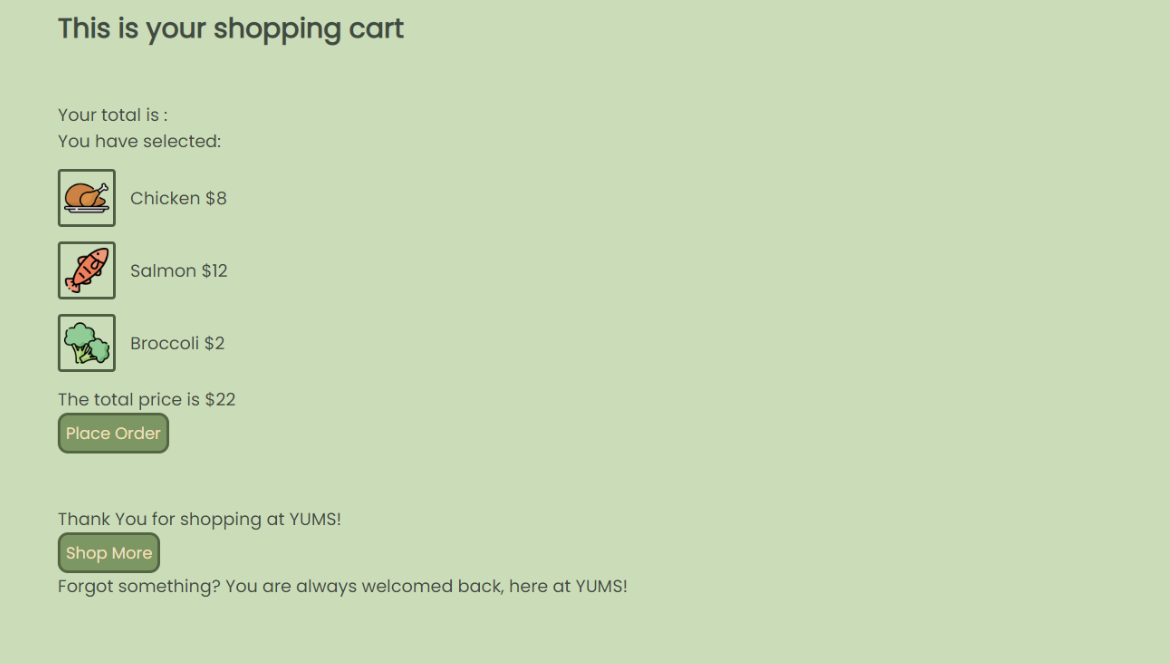 This is your shopping cart
Your total is :
You have selected:
Chicken $8
Salmon $12
Broccoli $2
The total price is $22
Place Order
Thank You for shopping at YUMS!
Shop More
Forgot something? You are always welcomed back, here at YUMS!